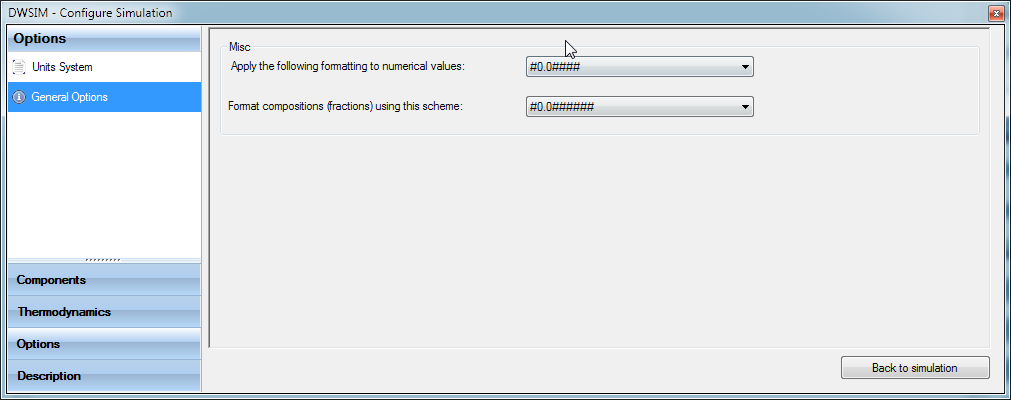 DWSIM - Configure Simulation
Options
Units System
General Options
Misc
Apply the following formatting to numerical values:
#0.0####
Format compositions (fractions) using this scheme:
#0.0######
Components
Thermodynamics
Options
Description
Back to simulation